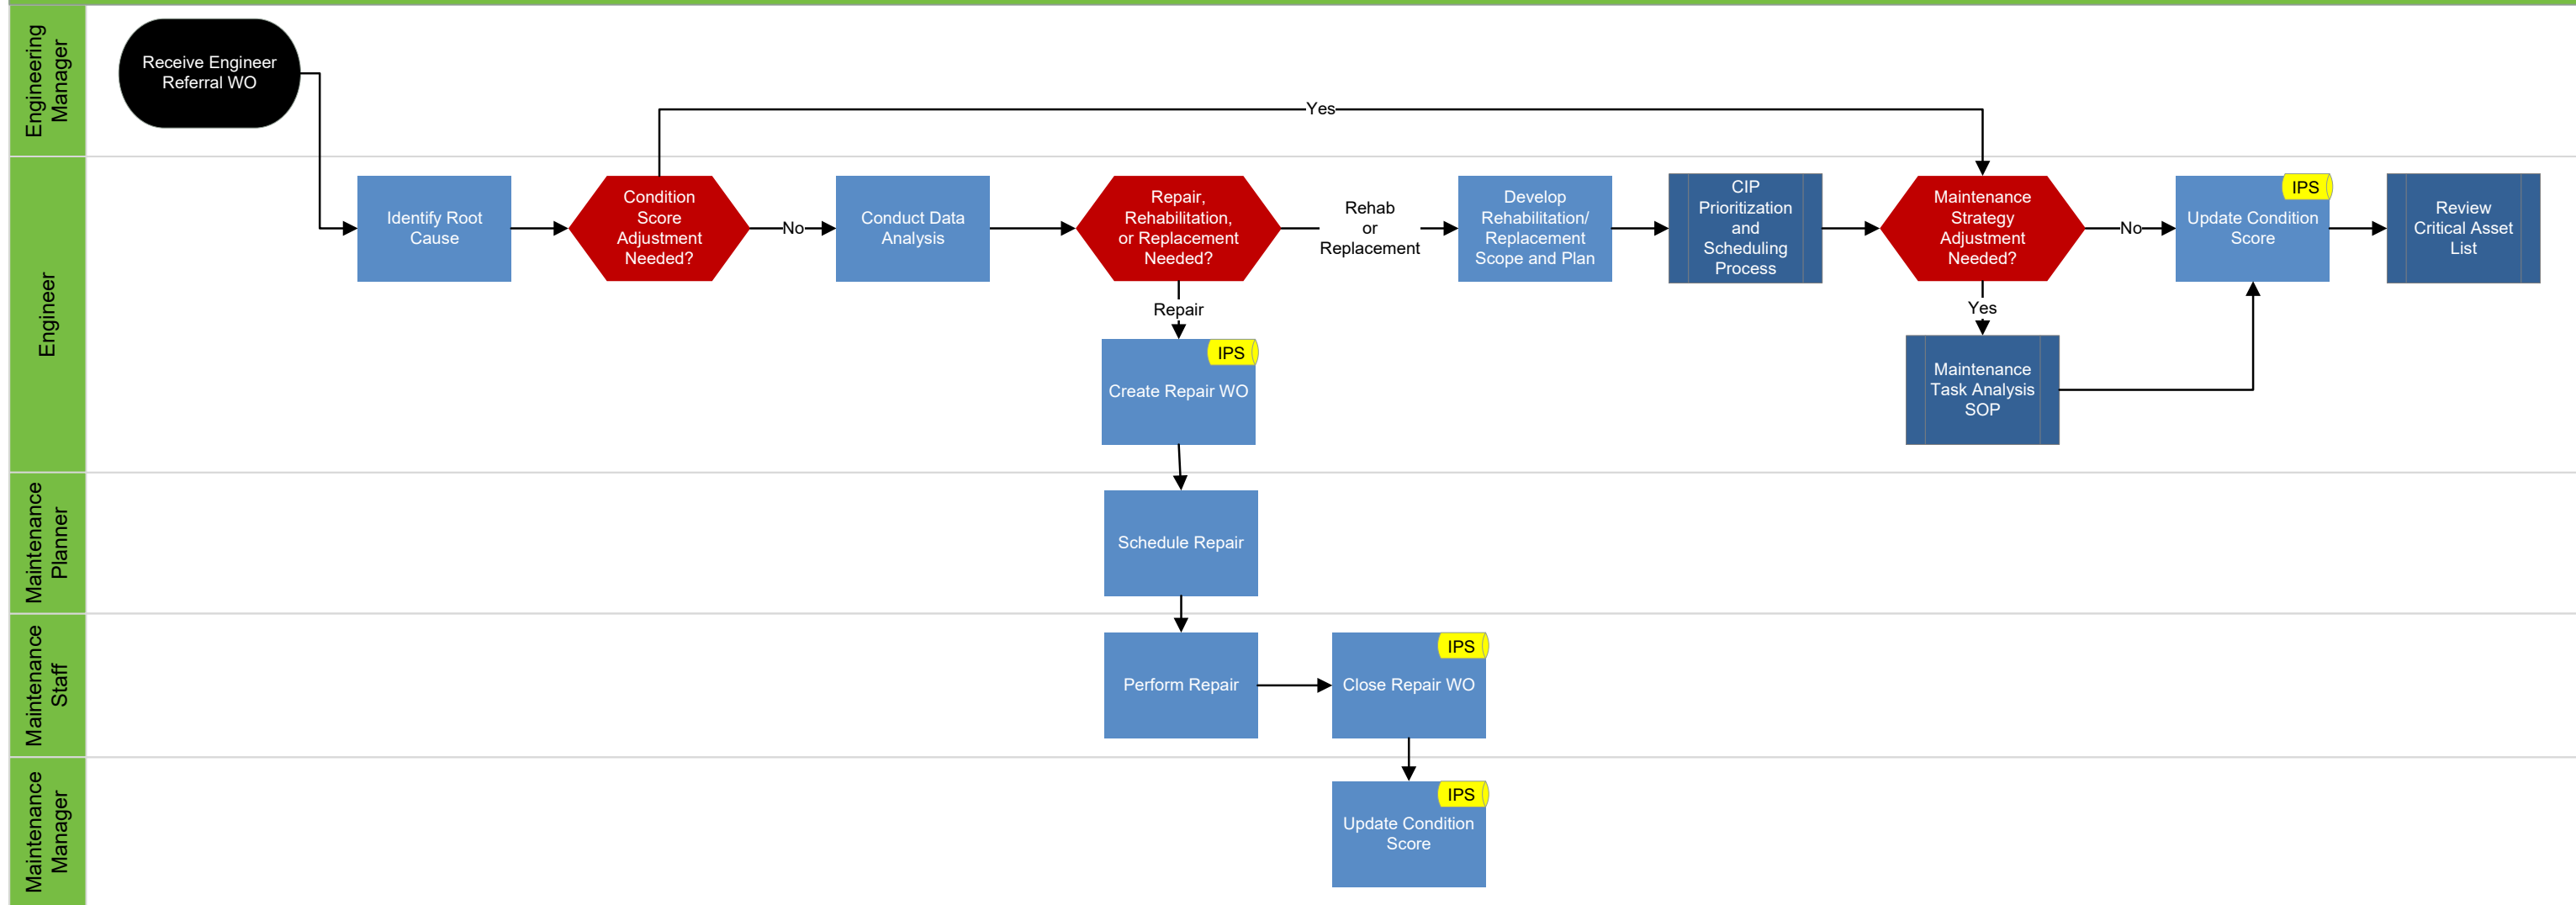 Engineering
Manager
Receive Engineer
Referral WO
Yes
Engineer
Identify Root
Cause
Condition
Score
Adjustment
Needed?
No
Conduct Data
Analysis
Repair,
Rehabilitation,
or Replacement
Needed?
Rehab
or
Replacement
Develop
Rehabilitation/
Replacement
Scope and Plan
CIP
Prioritization
and
Scheduling
Process
Maintenance
Strategy
Adjustment
Needed?
No
IPS
Update Condition
Score
Review
Critical Asset
List
Repair
IPS
Create Repair WO
Yes
Maintenance
Task Analysis
SOP
Maintenance
Planner
Schedule Repair
Maintenance
Staff
Perform Repair
IPS
Close Repair WO
Maintenance
Manager
IPS
Update Condition
Score